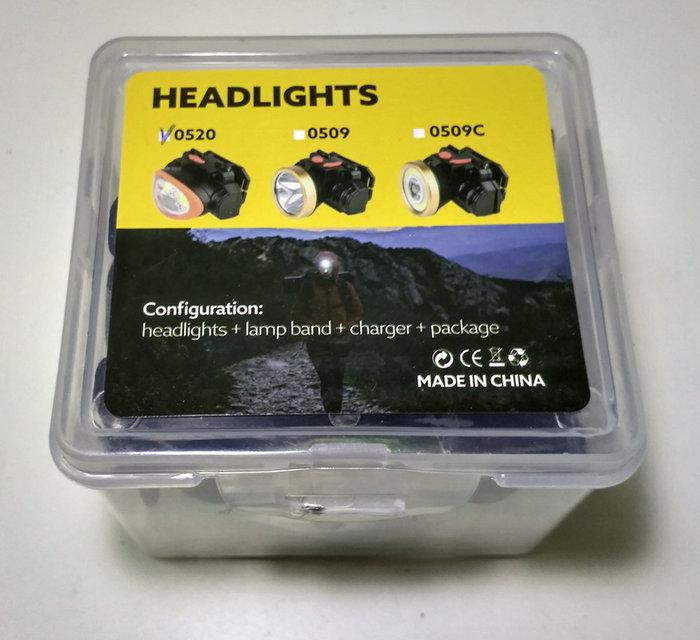 HEADLIGHTS
0520
0509
0509C
Configuration:
headlights + lamp band + charger + package
CE
MADE IN CHINA